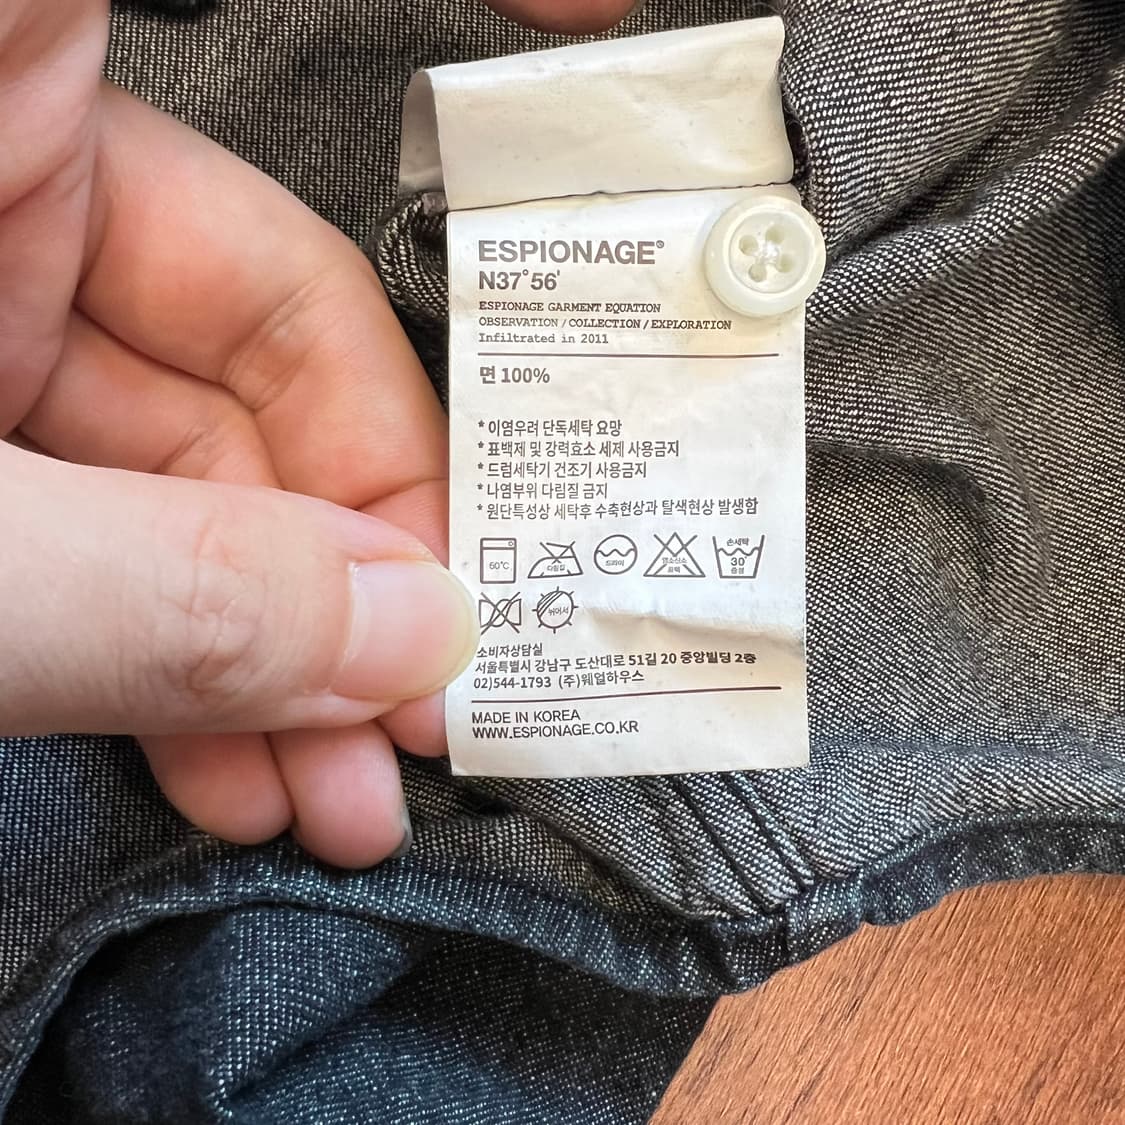 ESPIONAGE®
N37°56'
ESPIONAGE GARMENT EQUATION
OBSERVATION / COLLECTION / EXPLORATION
Infiltrated in 2011
면 100%
* 이염우려 단독세탁 요망
* 표백제 및 강력효소 세제 사용금지
* 드럼세탁기 건조기 사용금지
* 나염부위 다림질 금지
* 원단특성상 세탁후 수축현상과 탈색현상 발생함
60°C
다림질
드라이
염소산소
표백
손세탁
30°
중성
뉘어서
소비자상담실
서울특별시 강남구 도산대로 51길 20 중앙빌딩 2층
02)544-1793 (주)웨얼하우스
MADE IN KOREA
WWW.ESPIONAGE.CO.KR